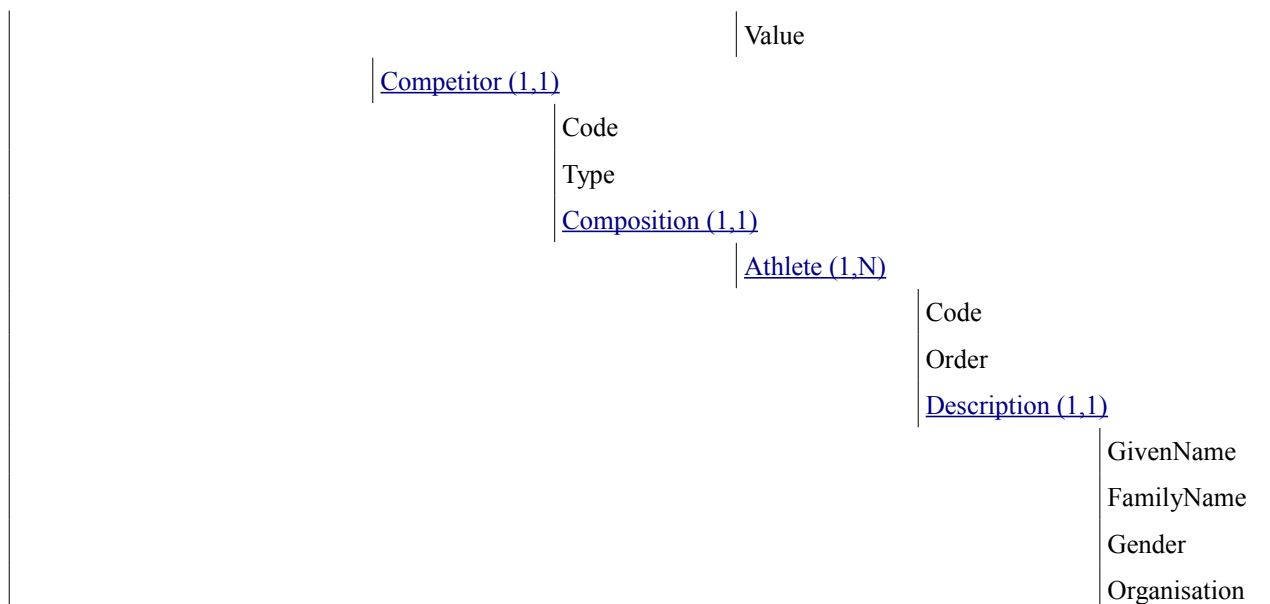 Value
Competitor (1,1)
Code
Type
Composition (1,1)
Athlete (1,N)
Code
Order
Description (1,1)
GivenName
FamilyName
Gender
Organisation